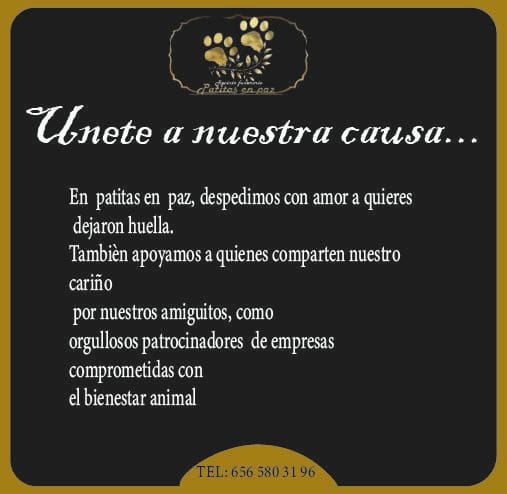 Patitas en paz
Unete a nuestra causa...
En patitas en paz, despedimos con amor a quieres
dejaron huella.
Tambièn apoyamos a quienes comparten nuestro
cariño
por nuestros amiguitos, como
orgullosos patrocinadores de empresas
comprometidas con
el bienestar animal
TEL: 656 580 31 96